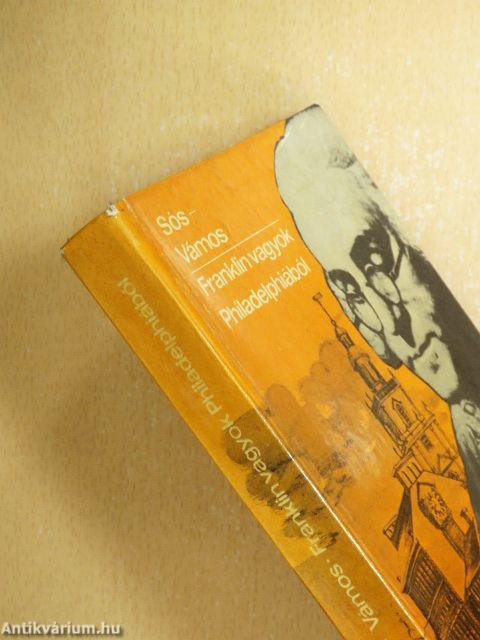 Sós–
Vámos
Franklin vagyok
Philadelphiából
Vámos · Franklin vagyok Philadelphiából
Antikvárium.hu